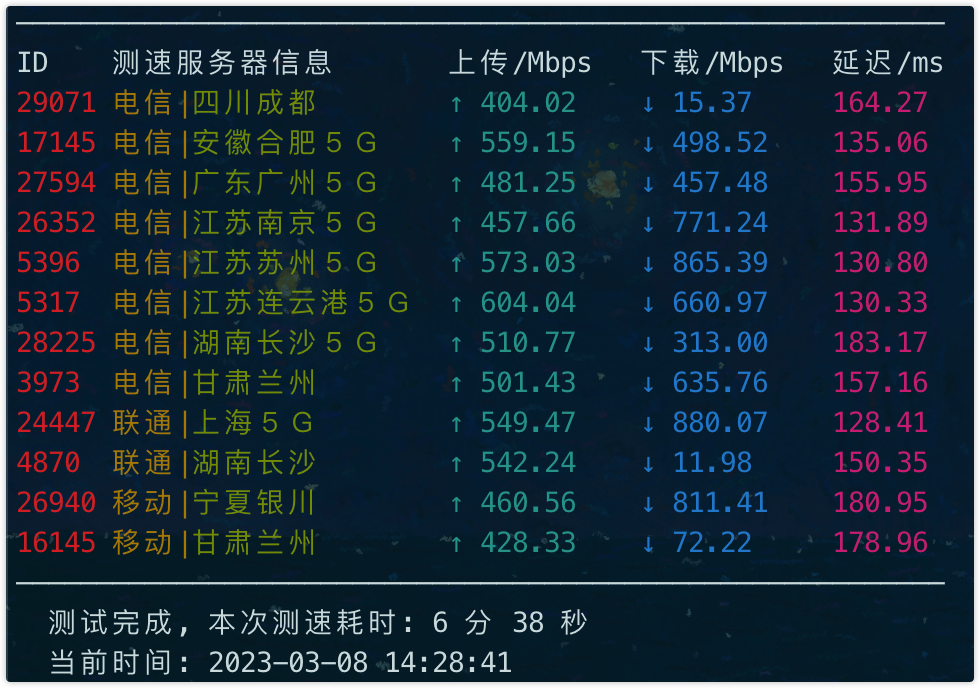 ID 测速服务器信息 上传/Mbps 下载/Mbps 延迟/ms
29071 电信|四川成都 ↑ 404.02 ↓ 15.37 164.27
17145 电信|安徽合肥５Ｇ ↑ 559.15 ↓ 498.52 135.06
27594 电信|广东广州５Ｇ ↑ 481.25 ↓ 457.48 155.95
26352 电信|江苏南京５Ｇ ↑ 457.66 ↓ 771.24 131.89
5396 电信|江苏苏州５Ｇ ↑ 573.03 ↓ 865.39 130.80
5317 电信|江苏连云港５Ｇ ↑ 604.04 ↓ 660.97 130.33
28225 电信|湖南长沙５Ｇ ↑ 510.77 ↓ 313.00 183.17
3973 电信|甘肃兰州 ↑ 501.43 ↓ 635.76 157.16
24447 联通|上海５Ｇ ↑ 549.47 ↓ 880.07 128.41
4870 联通|湖南长沙 ↑ 542.24 ↓ 11.98 150.35
26940 移动|宁夏银川 ↑ 460.56 ↓ 811.41 180.95
16145 移动|甘肃兰州 ↑ 428.33 ↓ 72.22 178.96
测试完成, 本次测速耗时: 6 分 38 秒
当前时间: 2023-03-08 14:28:41